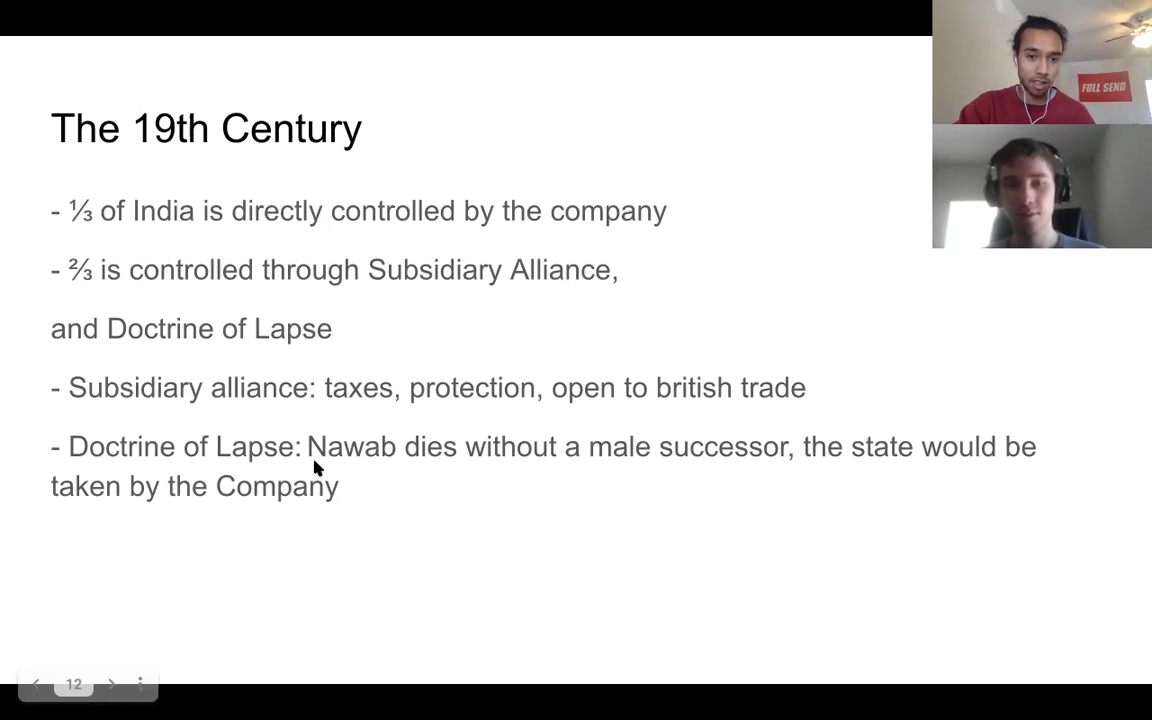 The 19th Century
- ⅓ of India is directly controlled by the company
- ⅔ is controlled through Subsidiary Alliance,
and Doctrine of Lapse
- Subsidiary alliance: taxes, protection, open to british trade
- Doctrine of Lapse: Nawab dies without a male successor, the state would be
taken by the Company
FULL SEND
12